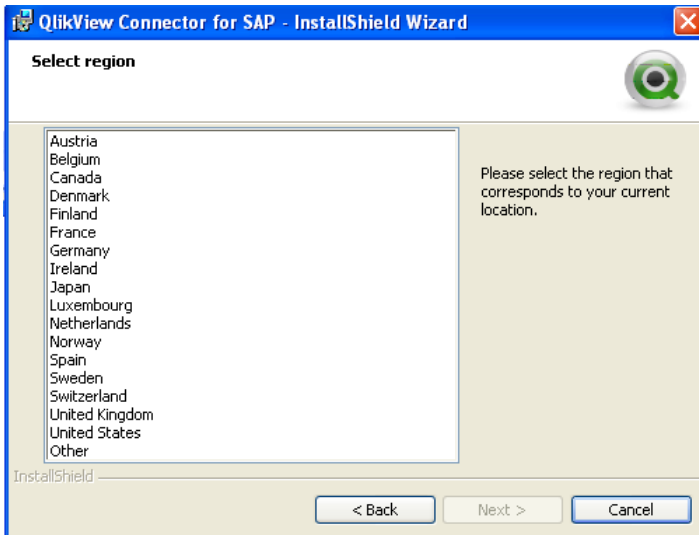 QlikView Connector for SAP - InstallShield Wizard
Select region
Austria
Belgium
Canada
Denmark
Finland
France
Germany
Ireland
Japan
Luxembourg
Netherlands
Norway
Spain
Sweden
Switzerland
United Kingdom
United States
Other
Please select the region that
corresponds to your current
location.
InstallShield
< Back
Next >
Cancel